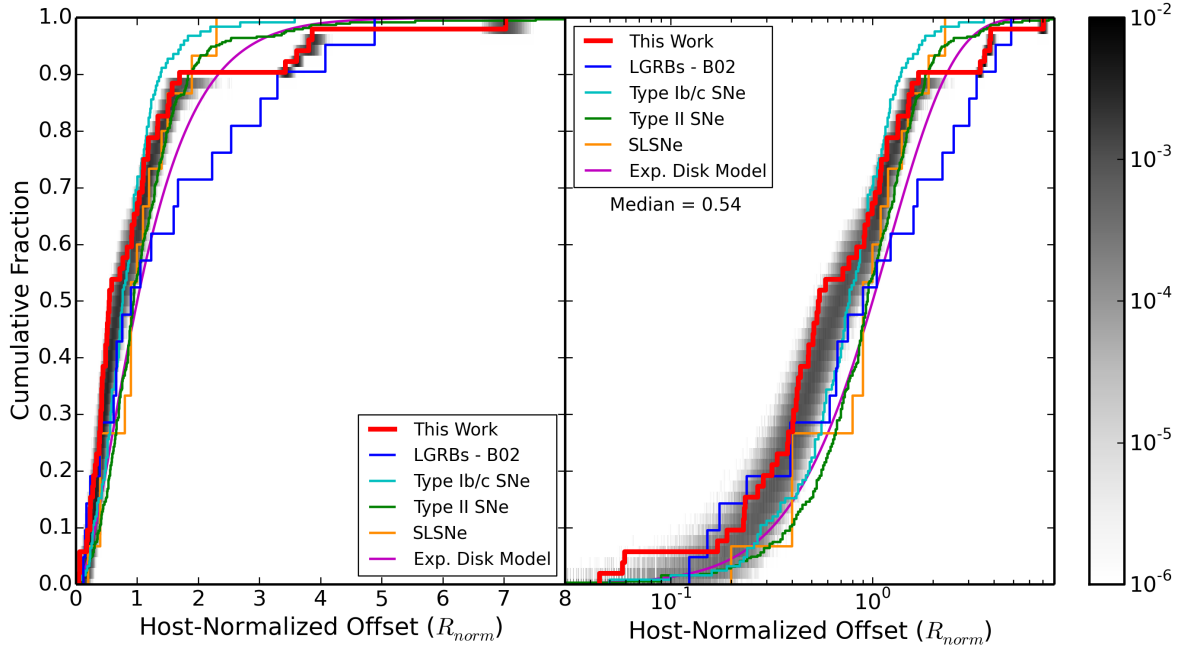 1.0
0.9
0.8
0.7
0.6
0.5
0.4
0.3
0.2
0.1
0.0
Cumulative Fraction
0 1 2 3 4 5 6 7 8
Host-Normalized Offset (R_norm)
This Work
LGRBs - B02
Type Ib/c SNe
Type II SNe
SLSNe
Exp. Disk Model
This Work
LGRBs - B02
Type Ib/c SNe
Type II SNe
SLSNe
Exp. Disk Model
Median = 0.54
10^-1 10^0
Host-Normalized Offset (R_norm)
10^-2
10^-3
10^-4
10^-5
10^-6